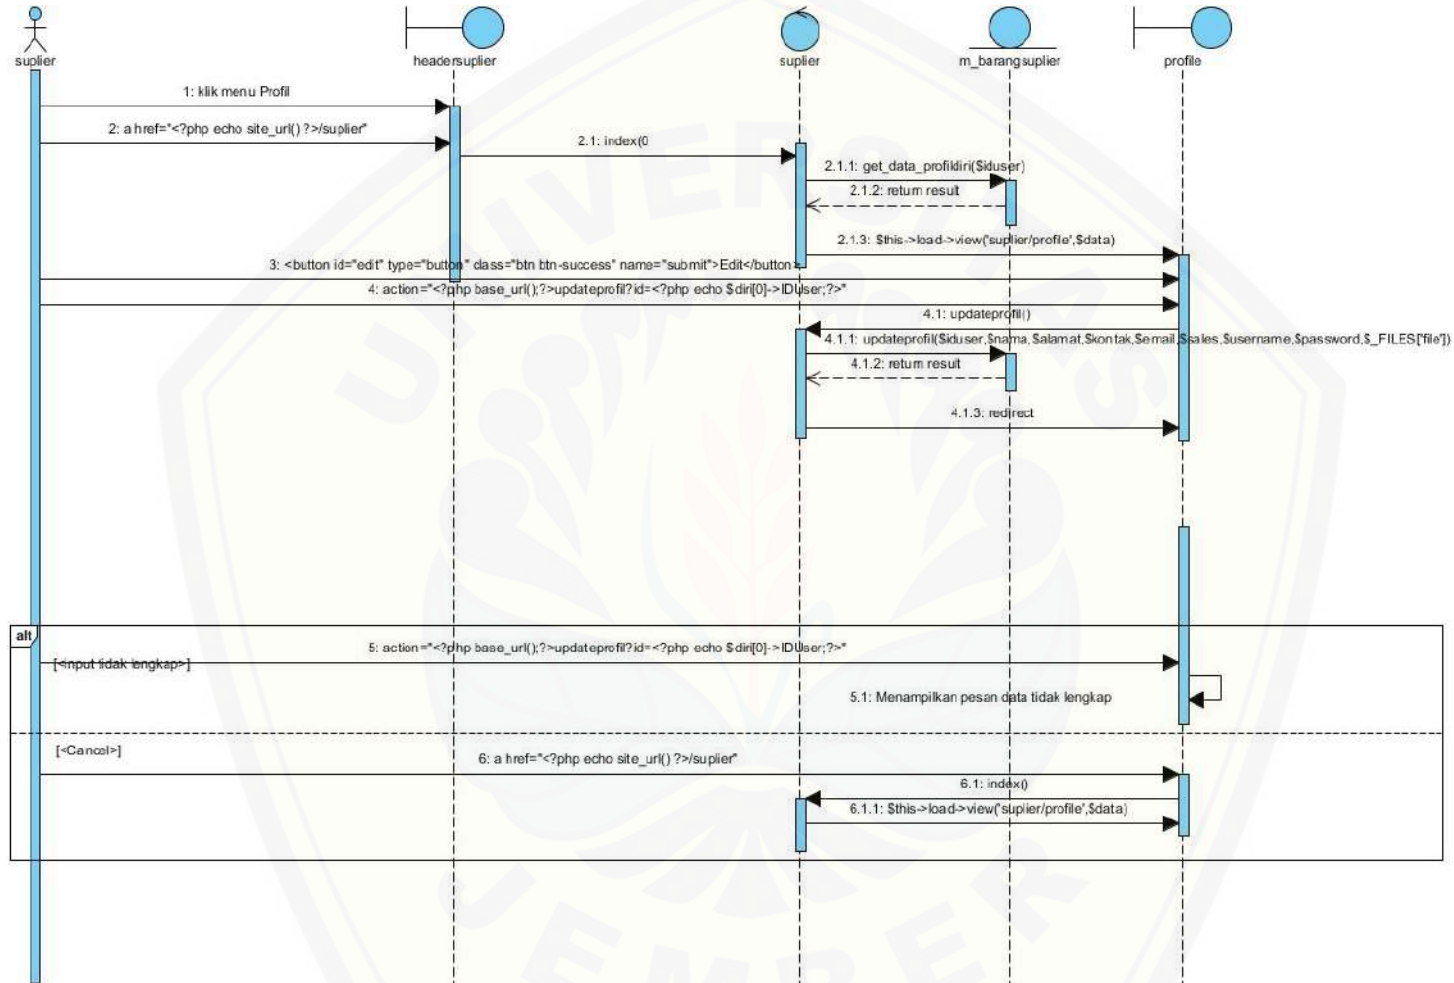 suplier
headersuplier
suplier
m_barangsuplier
profile
1: klik menu Profil
2: a href="<?php echo site_url() ?>/suplier"
2.1: index(0
2.1.1: get_data_profildiri($iduser)
2.1.2: return result
2.1.3: $this->load->view('suplier/profile',$data)
3: <button id="edit" type="button" class="btn btn-success" name="submit">Edit</button>
4: action="<?php base_url();?>updateprofil?id=<?php echo $diri[0]->IDUser;?>"
4.1: updateprofil()
4.1.1: updateprofil($iduser,$nama,$alamat,$kontak,$email,$sales,$username,$password,$_FILES['file'])
4.1.2: return result
4.1.3: redirect
alt
5: action="<?php base_url();?>updateprofil?id=<?php echo $diri[0]->IDUser;?>"
[<input tidak lengkap>]
5.1: Menampilkan pesan data tidak lengkap
[<Cancel>]
6: a href="<?php echo site_url() ?>/suplier"
6.1: index()
6.1.1: $this->load->view('suplier/profile',$data)
UNIVERSITAS
JEMBER